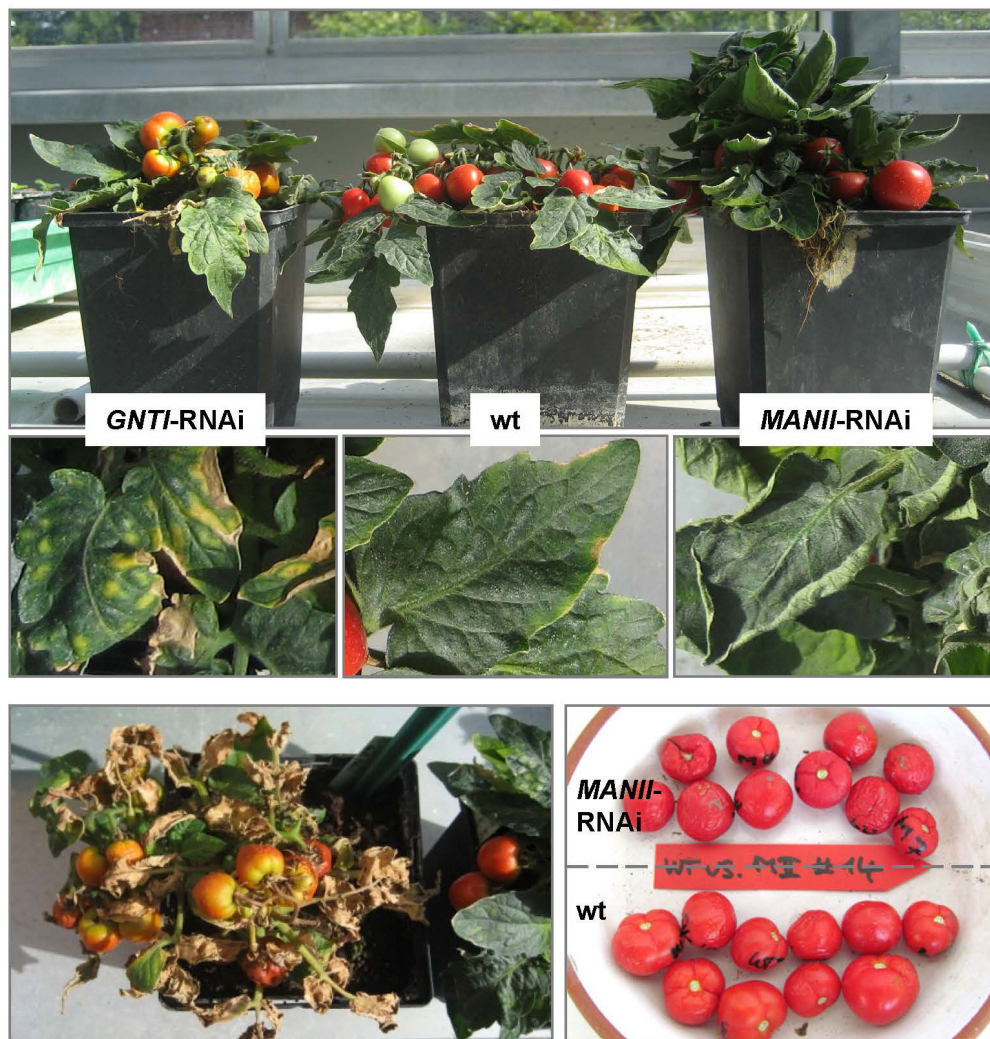 GNTI-RNAi
wt
MANII-RNAi
MANII-
RNAi
wt vs. MII #14
wt